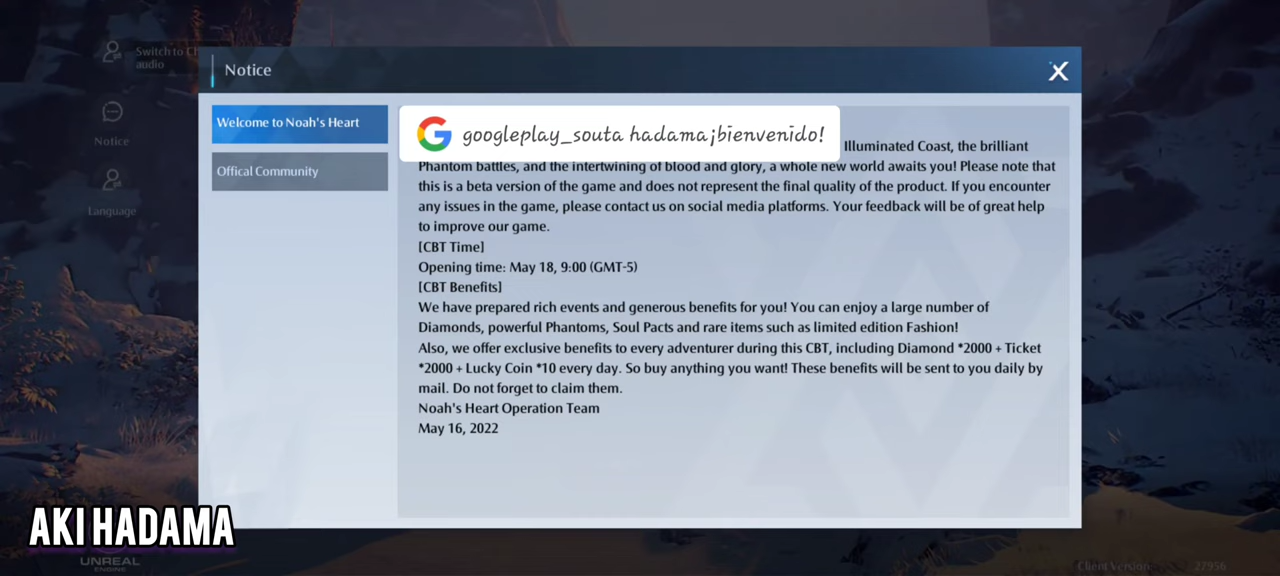 Switch to Ch
audio
Notice
Language
Notice
Welcome to Noah's Heart
Offical Community
googleplay_souta hadama¡bienvenido!
Illuminated Coast, the brilliant
Phantom battles, and the intertwining of blood and glory, a whole new world awaits you! Please note that
this is a beta version of the game and does not represent the final quality of the product. If you encounter
any issues in the game, please contact us on social media platforms. Your feedback will be of great help
to improve our game.
[CBT Time]
Opening time: May 18, 9:00 (GMT-5)
[CBT Benefits]
We have prepared rich events and generous benefits for you! You can enjoy a large number of
Diamonds, powerful Phantoms, Soul Pacts and rare items such as limited edition Fashion!
Also, we offer exclusive benefits to every adventurer during this CBT, including Diamond *2000 + Ticket
*2000 + Lucky Coin *10 every day. So buy anything you want! These benefits will be sent to you daily by
mail. Do not forget to claim them.
Noah's Heart Operation Team
May 16, 2022
AKI HADAMA
UNREAL
ENGINE
Client Version: 27956